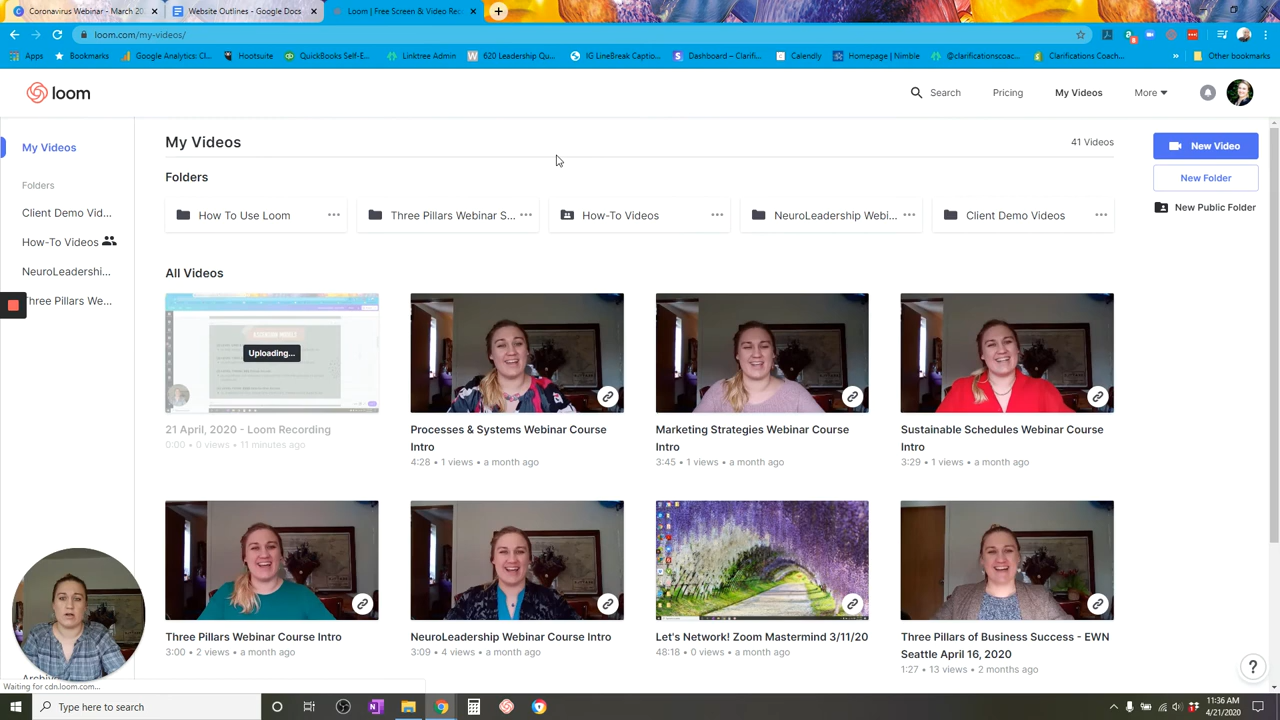 Coronavirus Webinar - March 20
Website Outlines - Google Docs
Loom | Free Screen & Video Rec
loom.com/my-videos/
Apps
Bookmarks
Google Analytics: Cl...
Hootsuite
QuickBooks Self-E...
Linktree Admin
620 Leadership Qu...
IG LineBreak Captio...
Dashboard – Clarifi...
Calendly
Homepage | Nimble
@clarificationscoac...
Clarifications Coach...
»
Other bookmarks
loom
Search
Pricing
My Videos
More
My Videos
Folders
Client Demo Vid...
How-To Videos
NeuroLeadershi...
Three Pillars We...
My Videos
41 Videos
Folders
How To Use Loom
Three Pillars Webinar S...
How-To Videos
NeuroLeadership Webi...
Client Demo Videos
New Video
New Folder
New Public Folder
All Videos
Uploading...
21 April, 2020 - Loom Recording
0:00 • 0 views • 11 minutes ago
Processes & Systems Webinar Course
Intro
4:28 • 1 views • a month ago
Marketing Strategies Webinar Course
Intro
3:45 • 1 views • a month ago
Sustainable Schedules Webinar Course
Intro
3:29 • 1 views • a month ago
Three Pillars Webinar Course Intro
3:00 • 2 views • a month ago
NeuroLeadership Webinar Course Intro
3:09 • 4 views • a month ago
Let's Network! Zoom Mastermind 3/11/20
48:18 • 0 views • a month ago
Three Pillars of Business Success - EWN
Seattle April 16, 2020
1:27 • 13 views • 2 months ago
?
Waiting for cdn.loom.com...
Type here to search
11:36 AM
4/21/2020